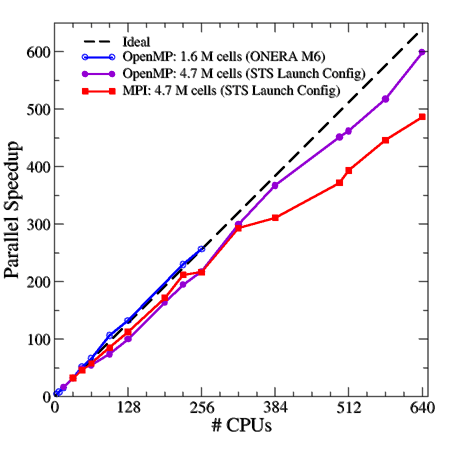 Ideal
OpenMP: 1.6 M cells (ONERA M6)
OpenMP: 4.7 M cells (STS Launch Config)
MPI: 4.7 M cells (STS Launch Config)
Parallel Speedup
600
500
400
300
200
100
0
0 128 256 384 512 640
# CPUs